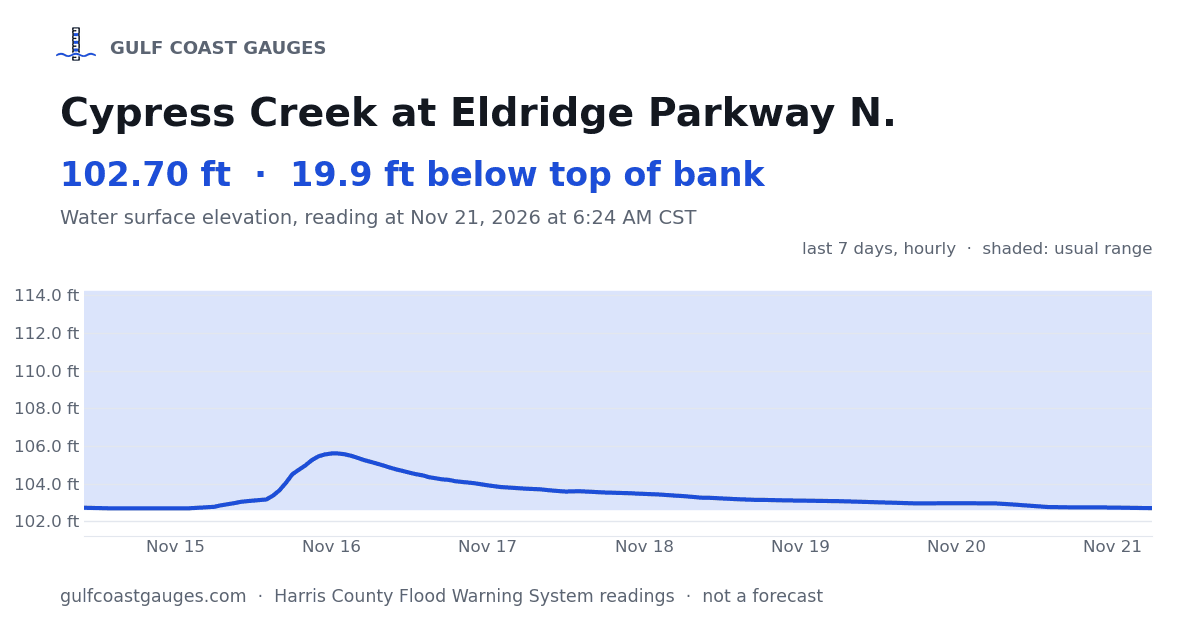 GULF COAST GAUGES
Cypress Creek at Eldridge Parkway N.
102.70 ft · 19.9 ft below top of bank
Water surface elevation, reading at Nov 21, 2026 at 6:24 AM CST
last 7 days, hourly · shaded: usual range
114.0 ft
112.0 ft
110.0 ft
108.0 ft
106.0 ft
104.0 ft
102.0 ft
Nov 15 Nov 16 Nov 17 Nov 18 Nov 19 Nov 20 Nov 21
gulfcoastgauges.com · Harris County Flood Warning System readings · not a forecast